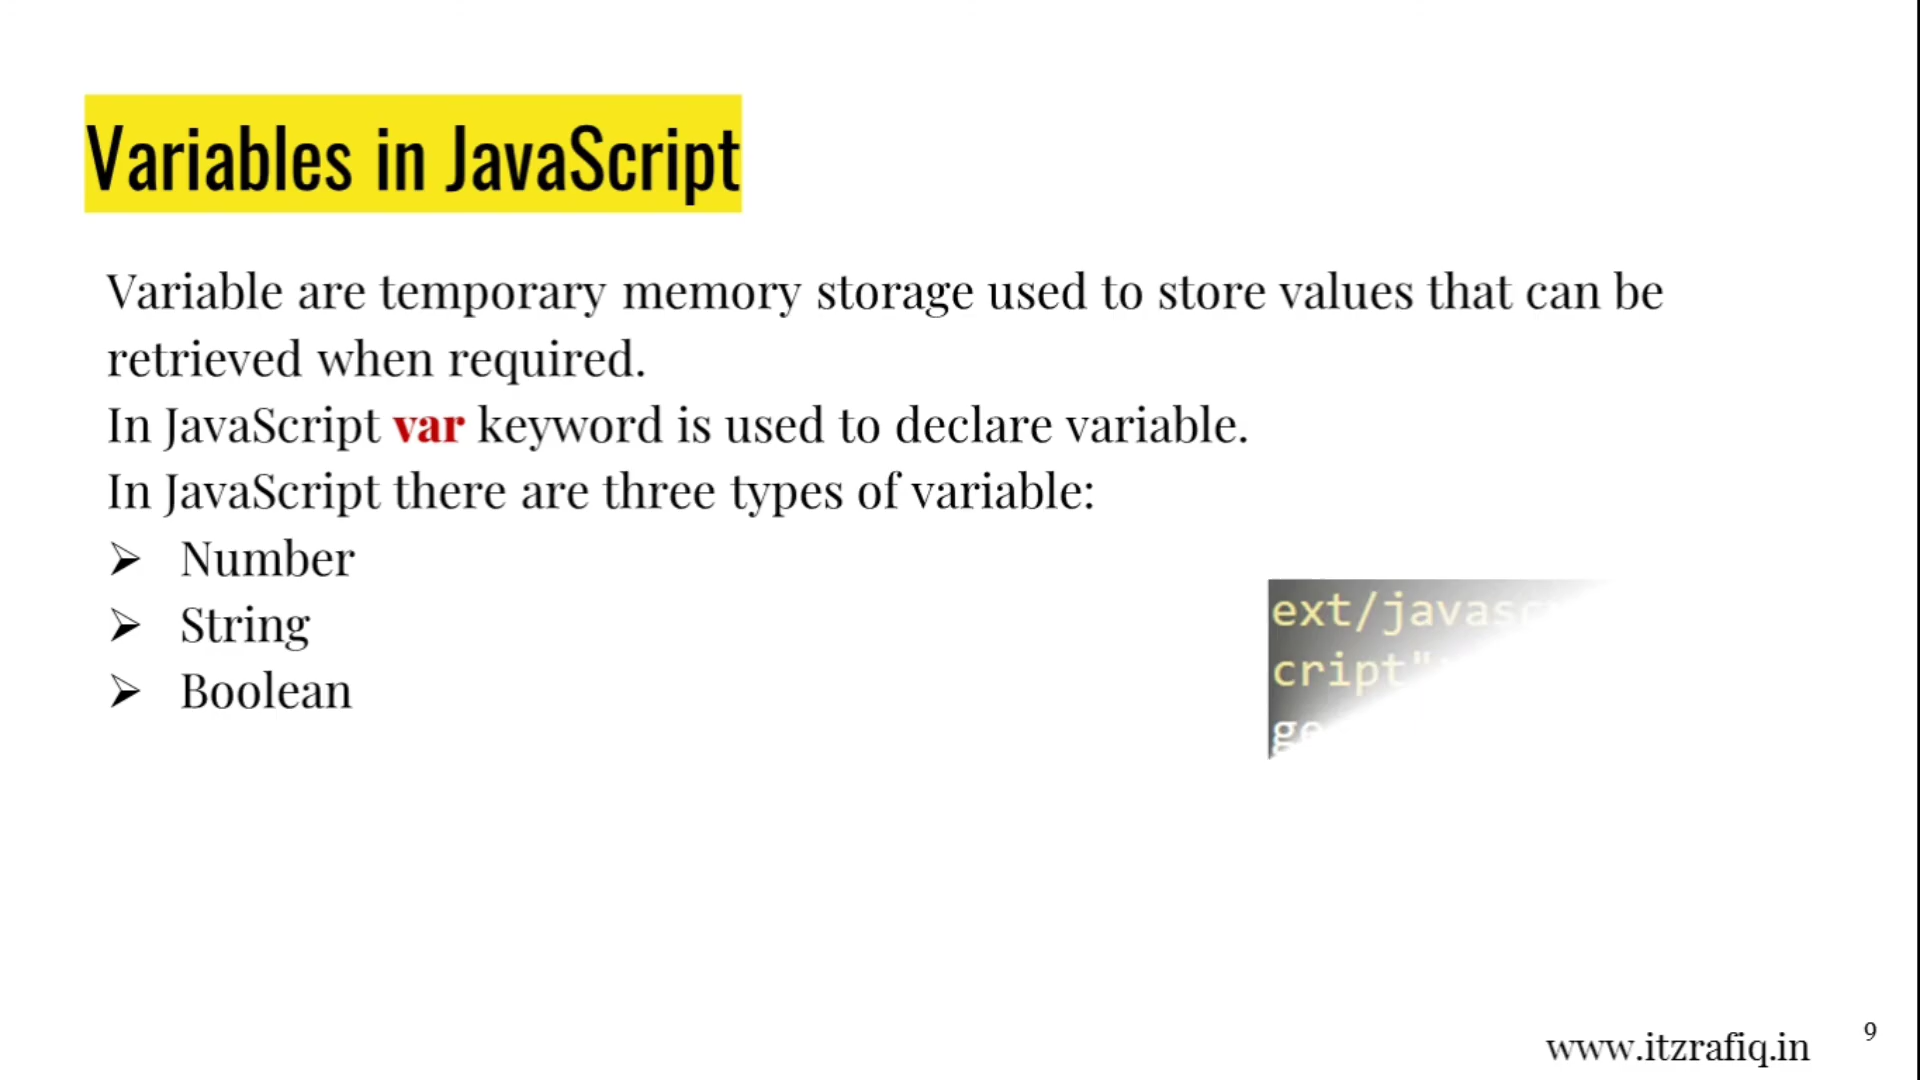 Variables in JavaScript
Variable are temporary memory storage used to store values that can be
retrieved when required.
In JavaScript var keyword is used to declare variable.
In JavaScript there are three types of variable:
➢ Number
➢ String
➢ Boolean
ext/javasc
cript"
ge
www.itzrafiq.in
9